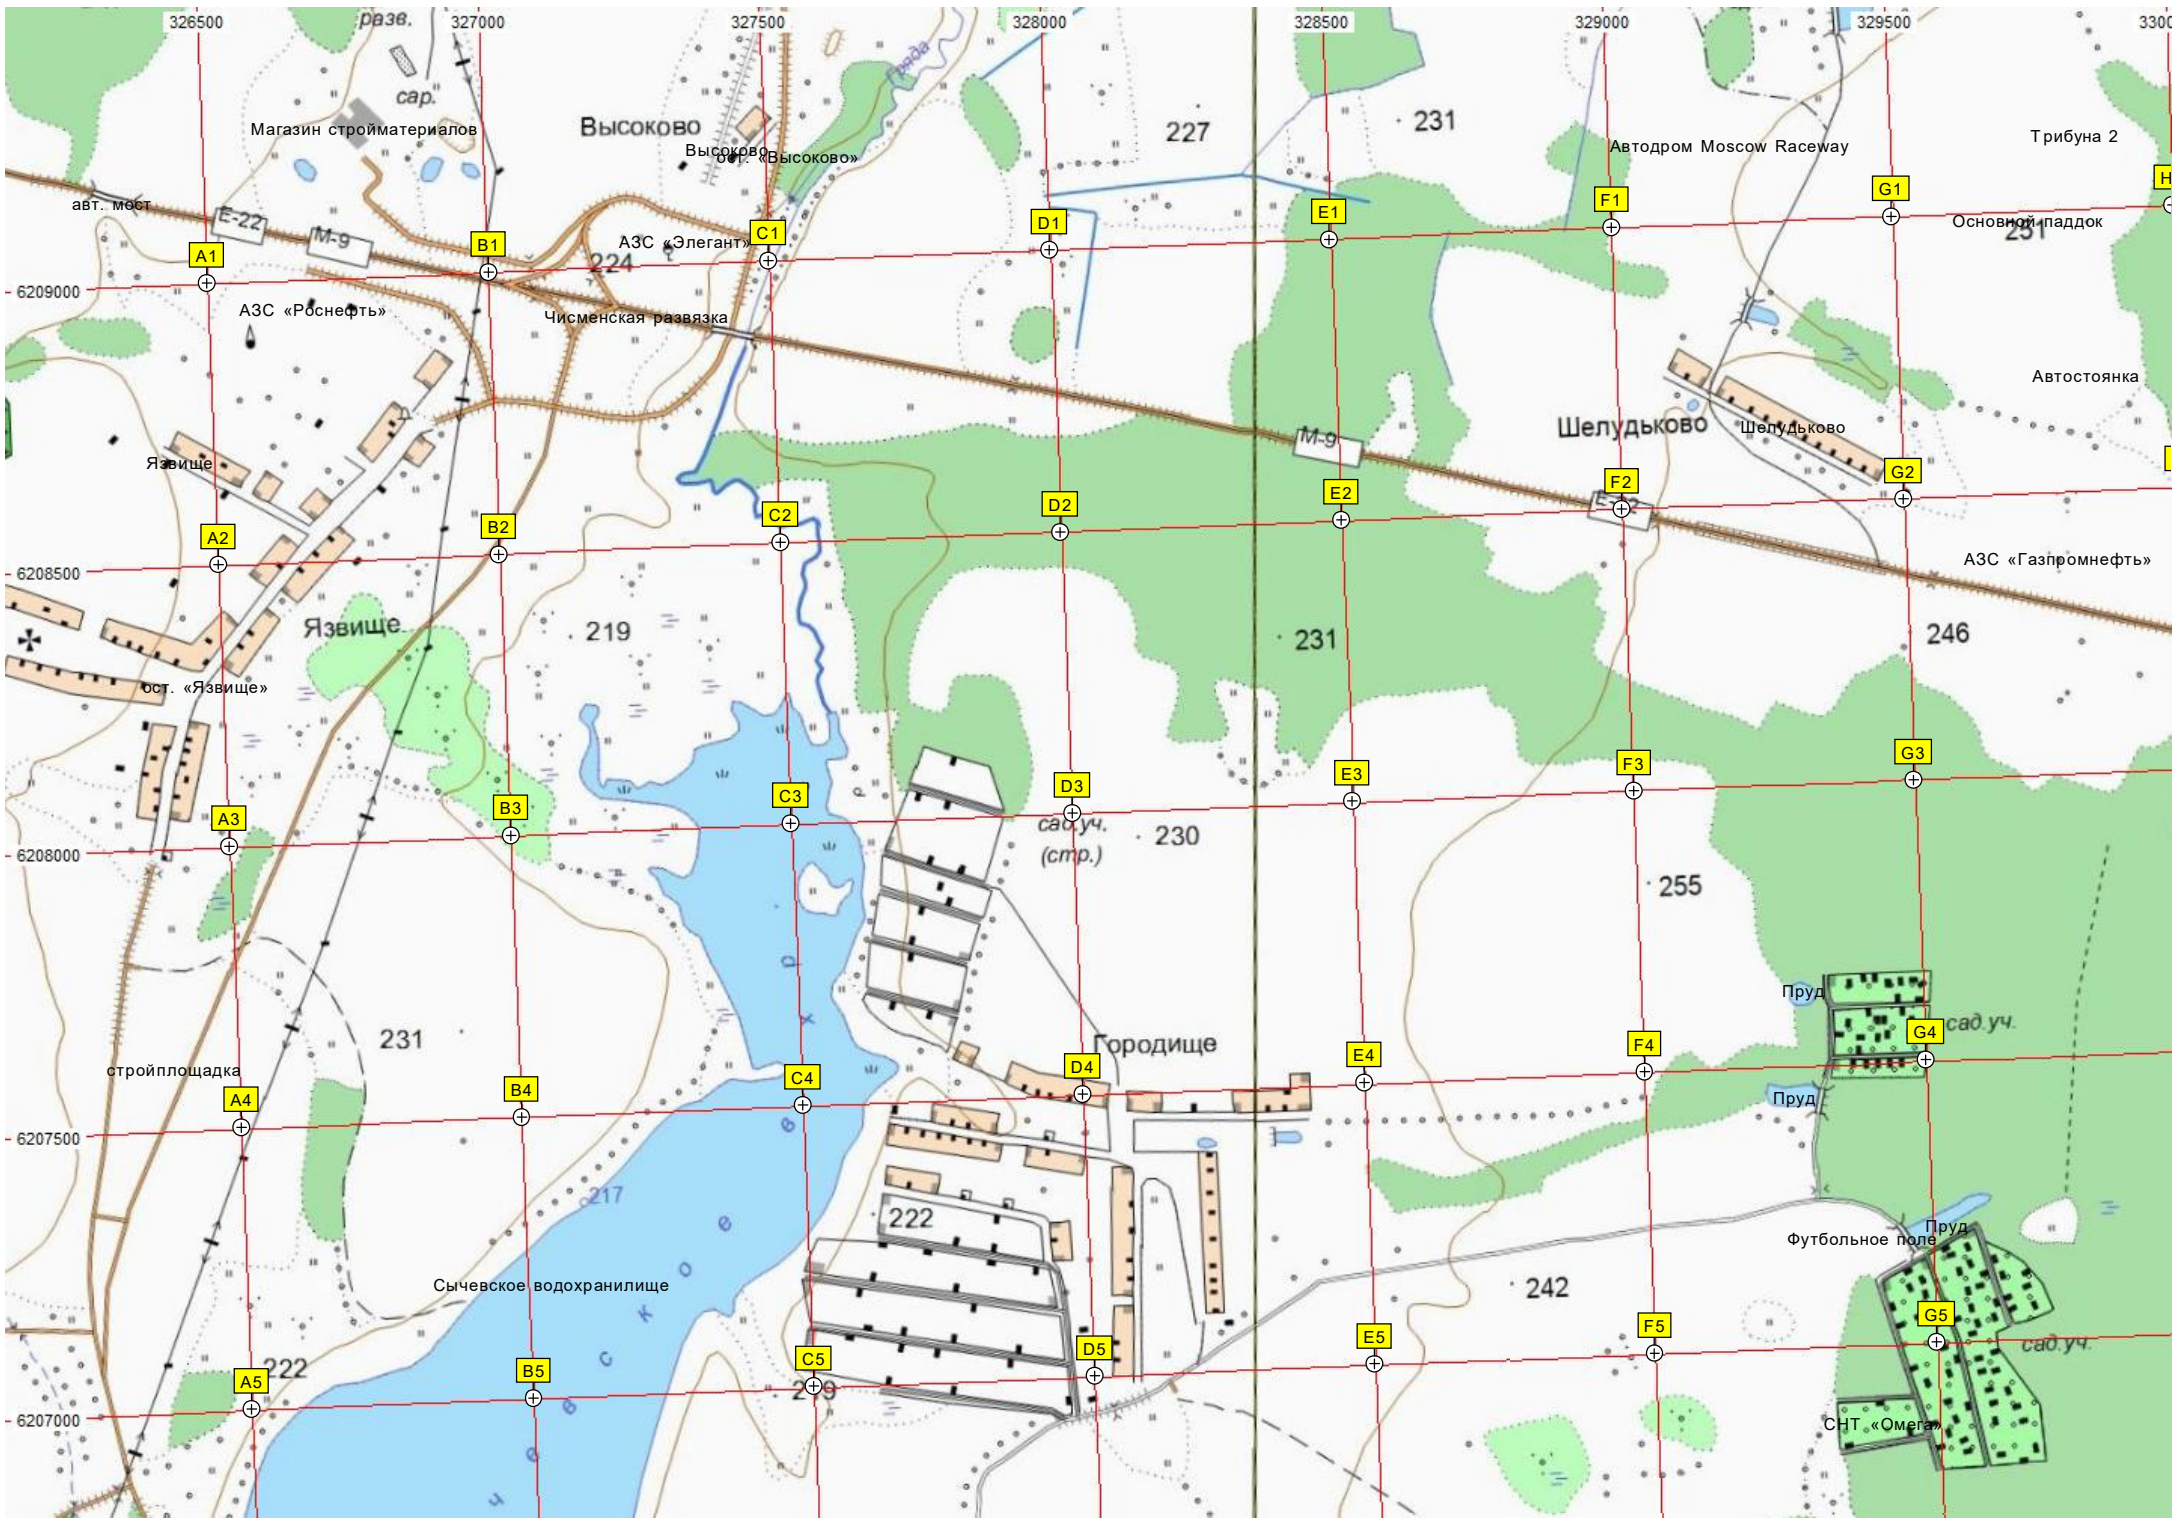 326500 327000 327500 328000 328500 329000 329500 3300
разв.
сар.
Магазин стройматериалов
Высоково
Высоково
ост. «Высоково»
227
231
Автодром Moscow Raceway
Трибуна 2
авт. мост
E-22
М-9
A1 B1 C1 D1 E1 F1 G1 H
АЗС «Элегант»
224
Основной паддок
251
6209000
АЗС «Роснефть»
Чисменская развязка
Автостоянка
М-9
Шелудьково
Шелудьково
Язвище
A2 B2 C2 D2 E2 F2 G2
6208500
АЗС «Газпромнефть»
Язвище
219
231
246
ост. «Язвище»
A3 B3 C3 D3 E3 F3 G3
сад.уч.
(стр.)
230
6208000
255
Пруд
231
Городище
сад.уч.
стройплощадка
A4 B4 C4 D4 E4 F4 G4
Пруд
6207500
217
222
Пруд
Футбольное поле
Сычевское водохранилище
242
A5 B5 C5 D5 E5 F5 G5
222
219
сад.уч.
6207000
СНТ «Омега»